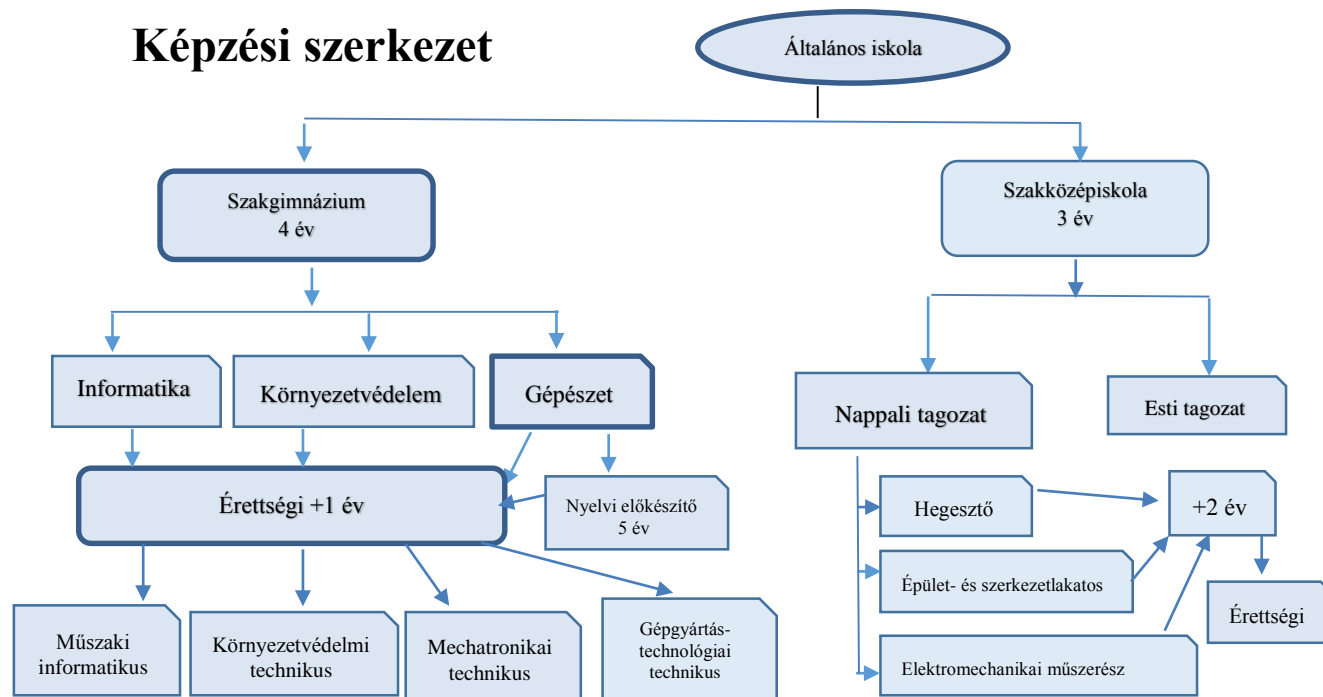 Képzési szerkezet
Általános iskola
Szakgimnázium
4 év
Szakközépiskola
3 év
Informatika
Környezetvédelem
Gépészet
Nappali tagozat
Esti tagozat
Érettségi +1 év
Nyelvi előkészítő
5 év
Hegesztő
+2 év
Épület- és szerkezetlakatos
Érettségi
Elektromechanikai műszerész
Műszaki
informatikus
Környezetvédelmi
technikus
Mechatronikai
technikus
Gépgyártás-
technológiai
technikus